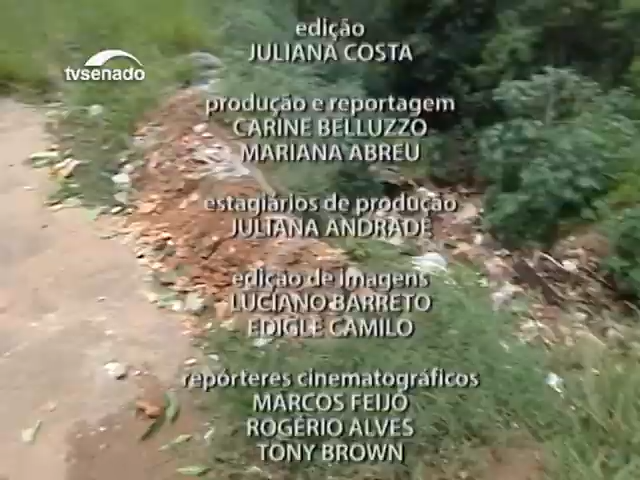 edição
JULIANA COSTA
tvsenado
produção e reportagem
CARINE BELLUZZO
MARIANA ABREU
estagiários de produção
JULIANA ANDRADE
edição de imagens
LUCIANO BARRETO
EDIGLÊ CAMILO
repórteres cinematográficos
MARCOS FEIJÓ
ROGÉRIO ALVES
TONY BROWN